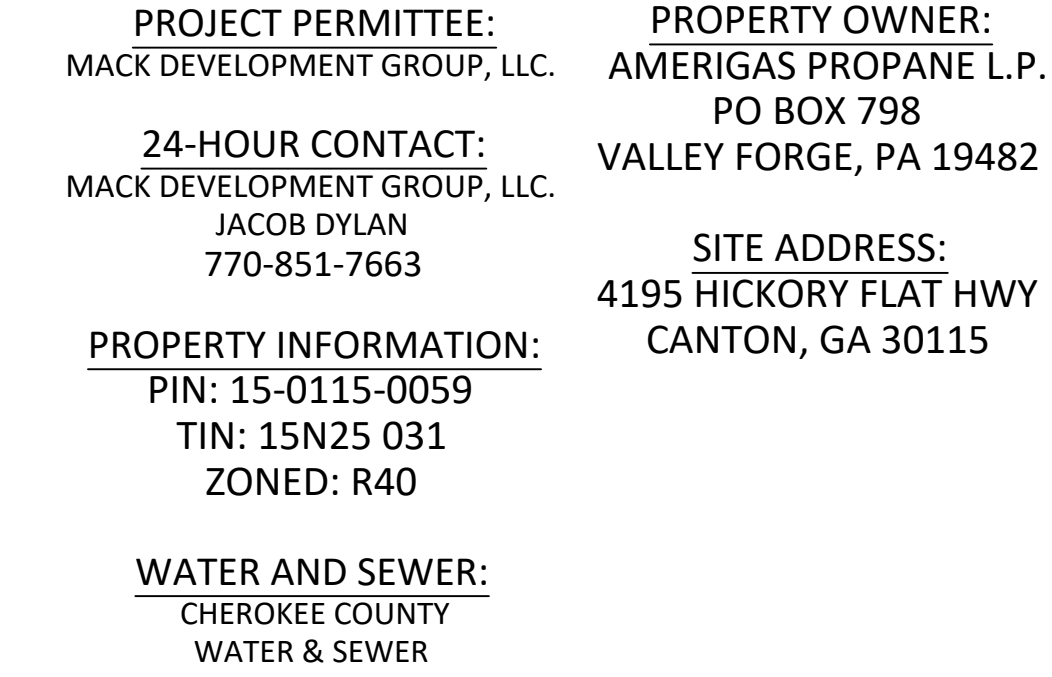 PROJECT PERMITTEE:
MACK DEVELOPMENT GROUP, LLC.
24-HOUR CONTACT:
MACK DEVELOPMENT GROUP, LLC.
JACOB DYLAN
770-851-7663
PROPERTY INFORMATION:
PIN: 15-0115-0059
TIN: 15N25 031
ZONED: R40
WATER AND SEWER:
CHEROKEE COUNTY
WATER & SEWER
PROPERTY OWNER:
AMERIGAS PROPANE L.P.
PO BOX 798
VALLEY FORGE, PA 19482
SITE ADDRESS:
4195 HICKORY FLAT HWY
CANTON, GA 30115